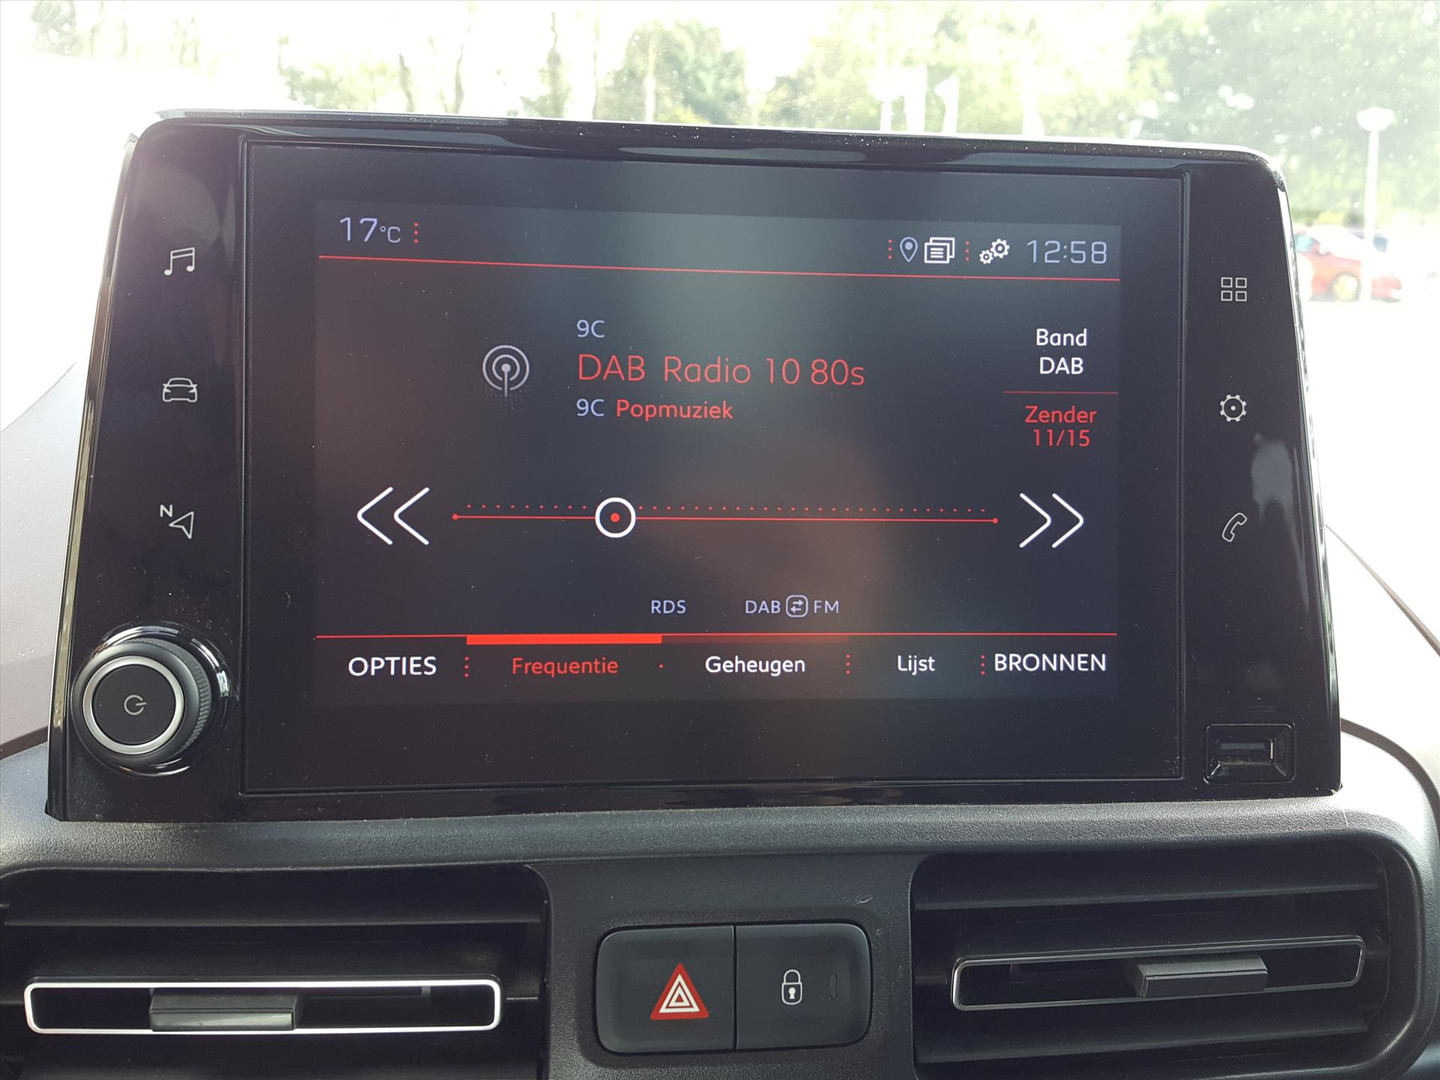 17°C
12:58
9C
DAB Radio 10 80s
9C Popmuziek
Band
DAB
Zender
11/15
N
RDS
DAB FM
OPTIES
Frequentie
Geheugen
Lijst
BRONNEN